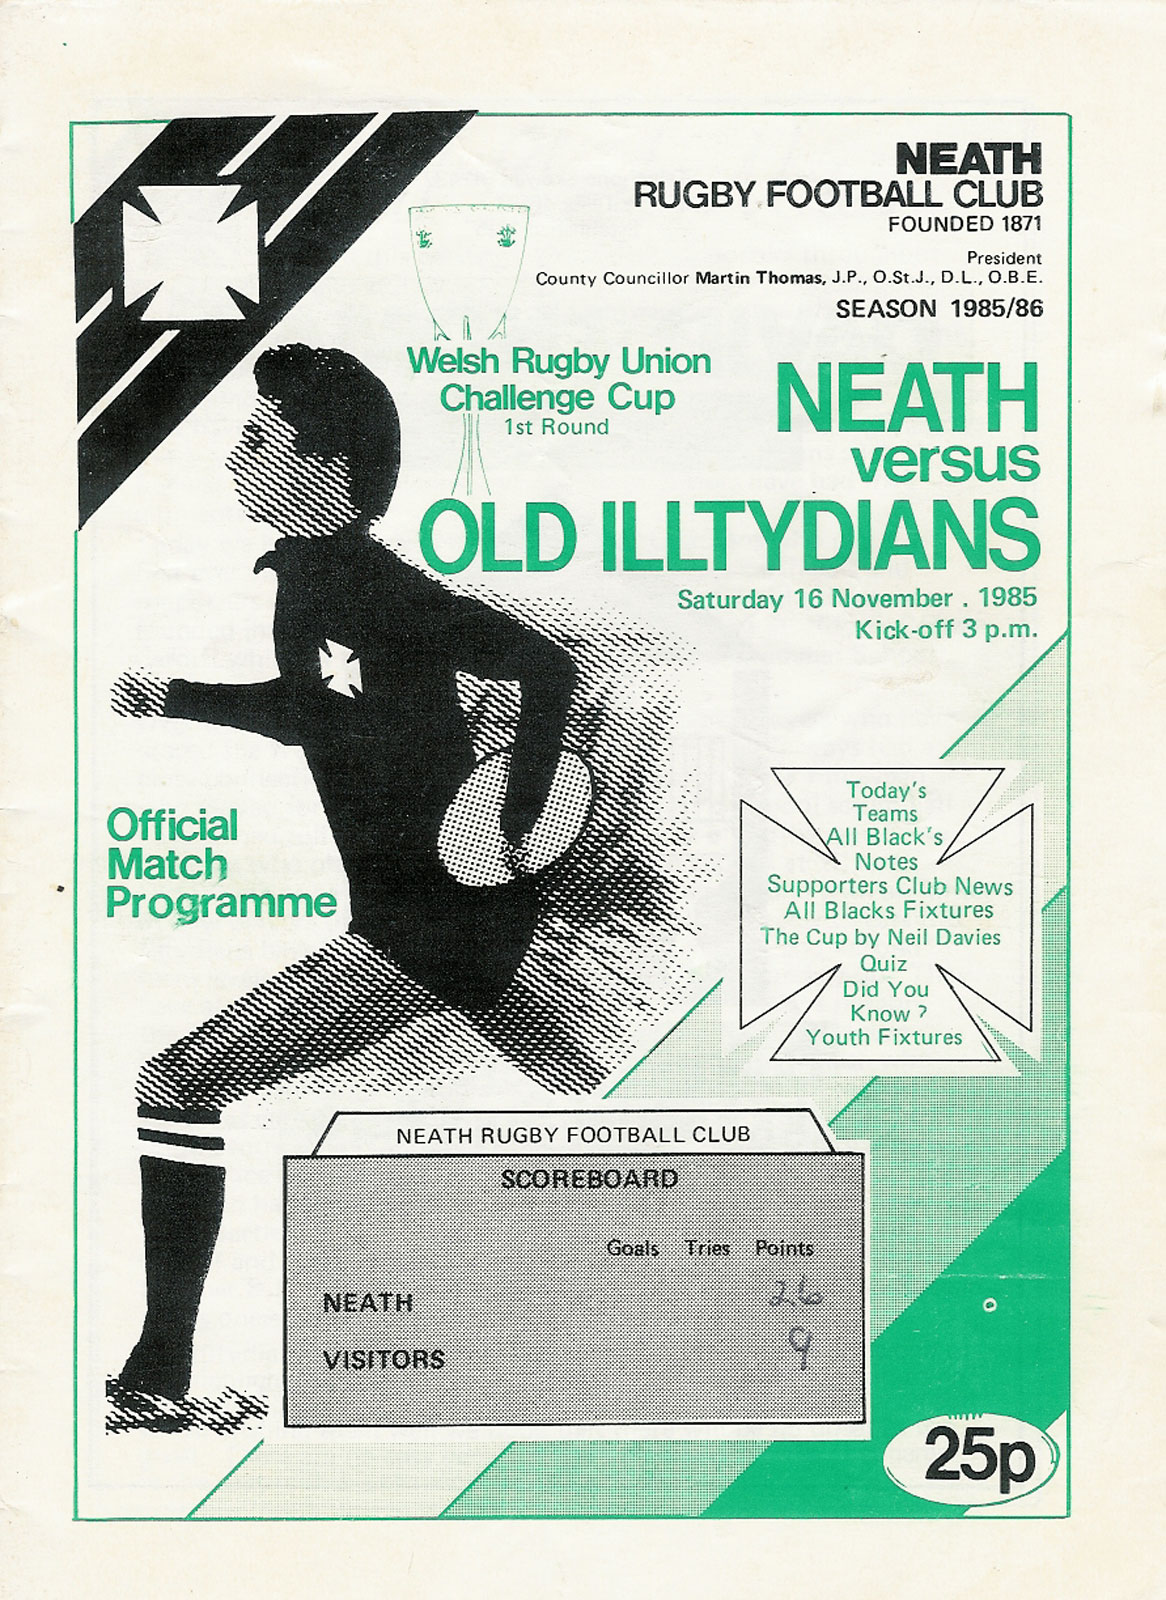 NEATH
RUGBY FOOTBALL CLUB
FOUNDED 1871
President
County Councillor Martin Thomas, J.P., O.St.J., D.L., O.B.E.
SEASON 1985/86
Welsh Rugby Union
Challenge Cup
1st Round
NEATH
versus
OLD ILLTYDIANS
Saturday 16 November . 1985
Kick-off 3 p.m.
Official
Match
Programme
Today's
Teams
All Black's
Notes
Supporters Club News
All Blacks Fixtures
The Cup by Neil Davies
Quiz
Did You
Know ?
Youth Fixtures
NEATH RUGBY FOOTBALL CLUB
SCOREBOARD
Goals Tries Points
NEATH 26
VISITORS 9
25p